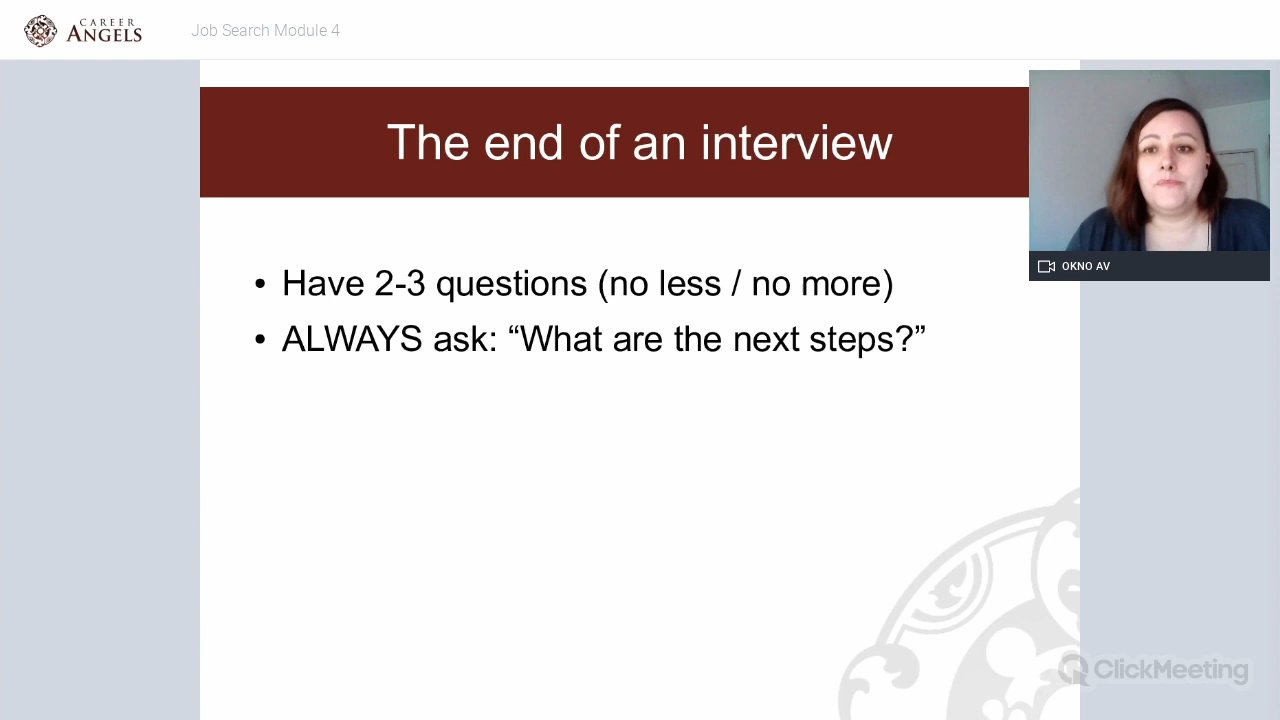 CAREER
ANGELS
Job Search Module 4
The end of an interview
• Have 2-3 questions (no less / no more)
• ALWAYS ask: “What are the next steps?”
OKNO AV
ClickMeeting